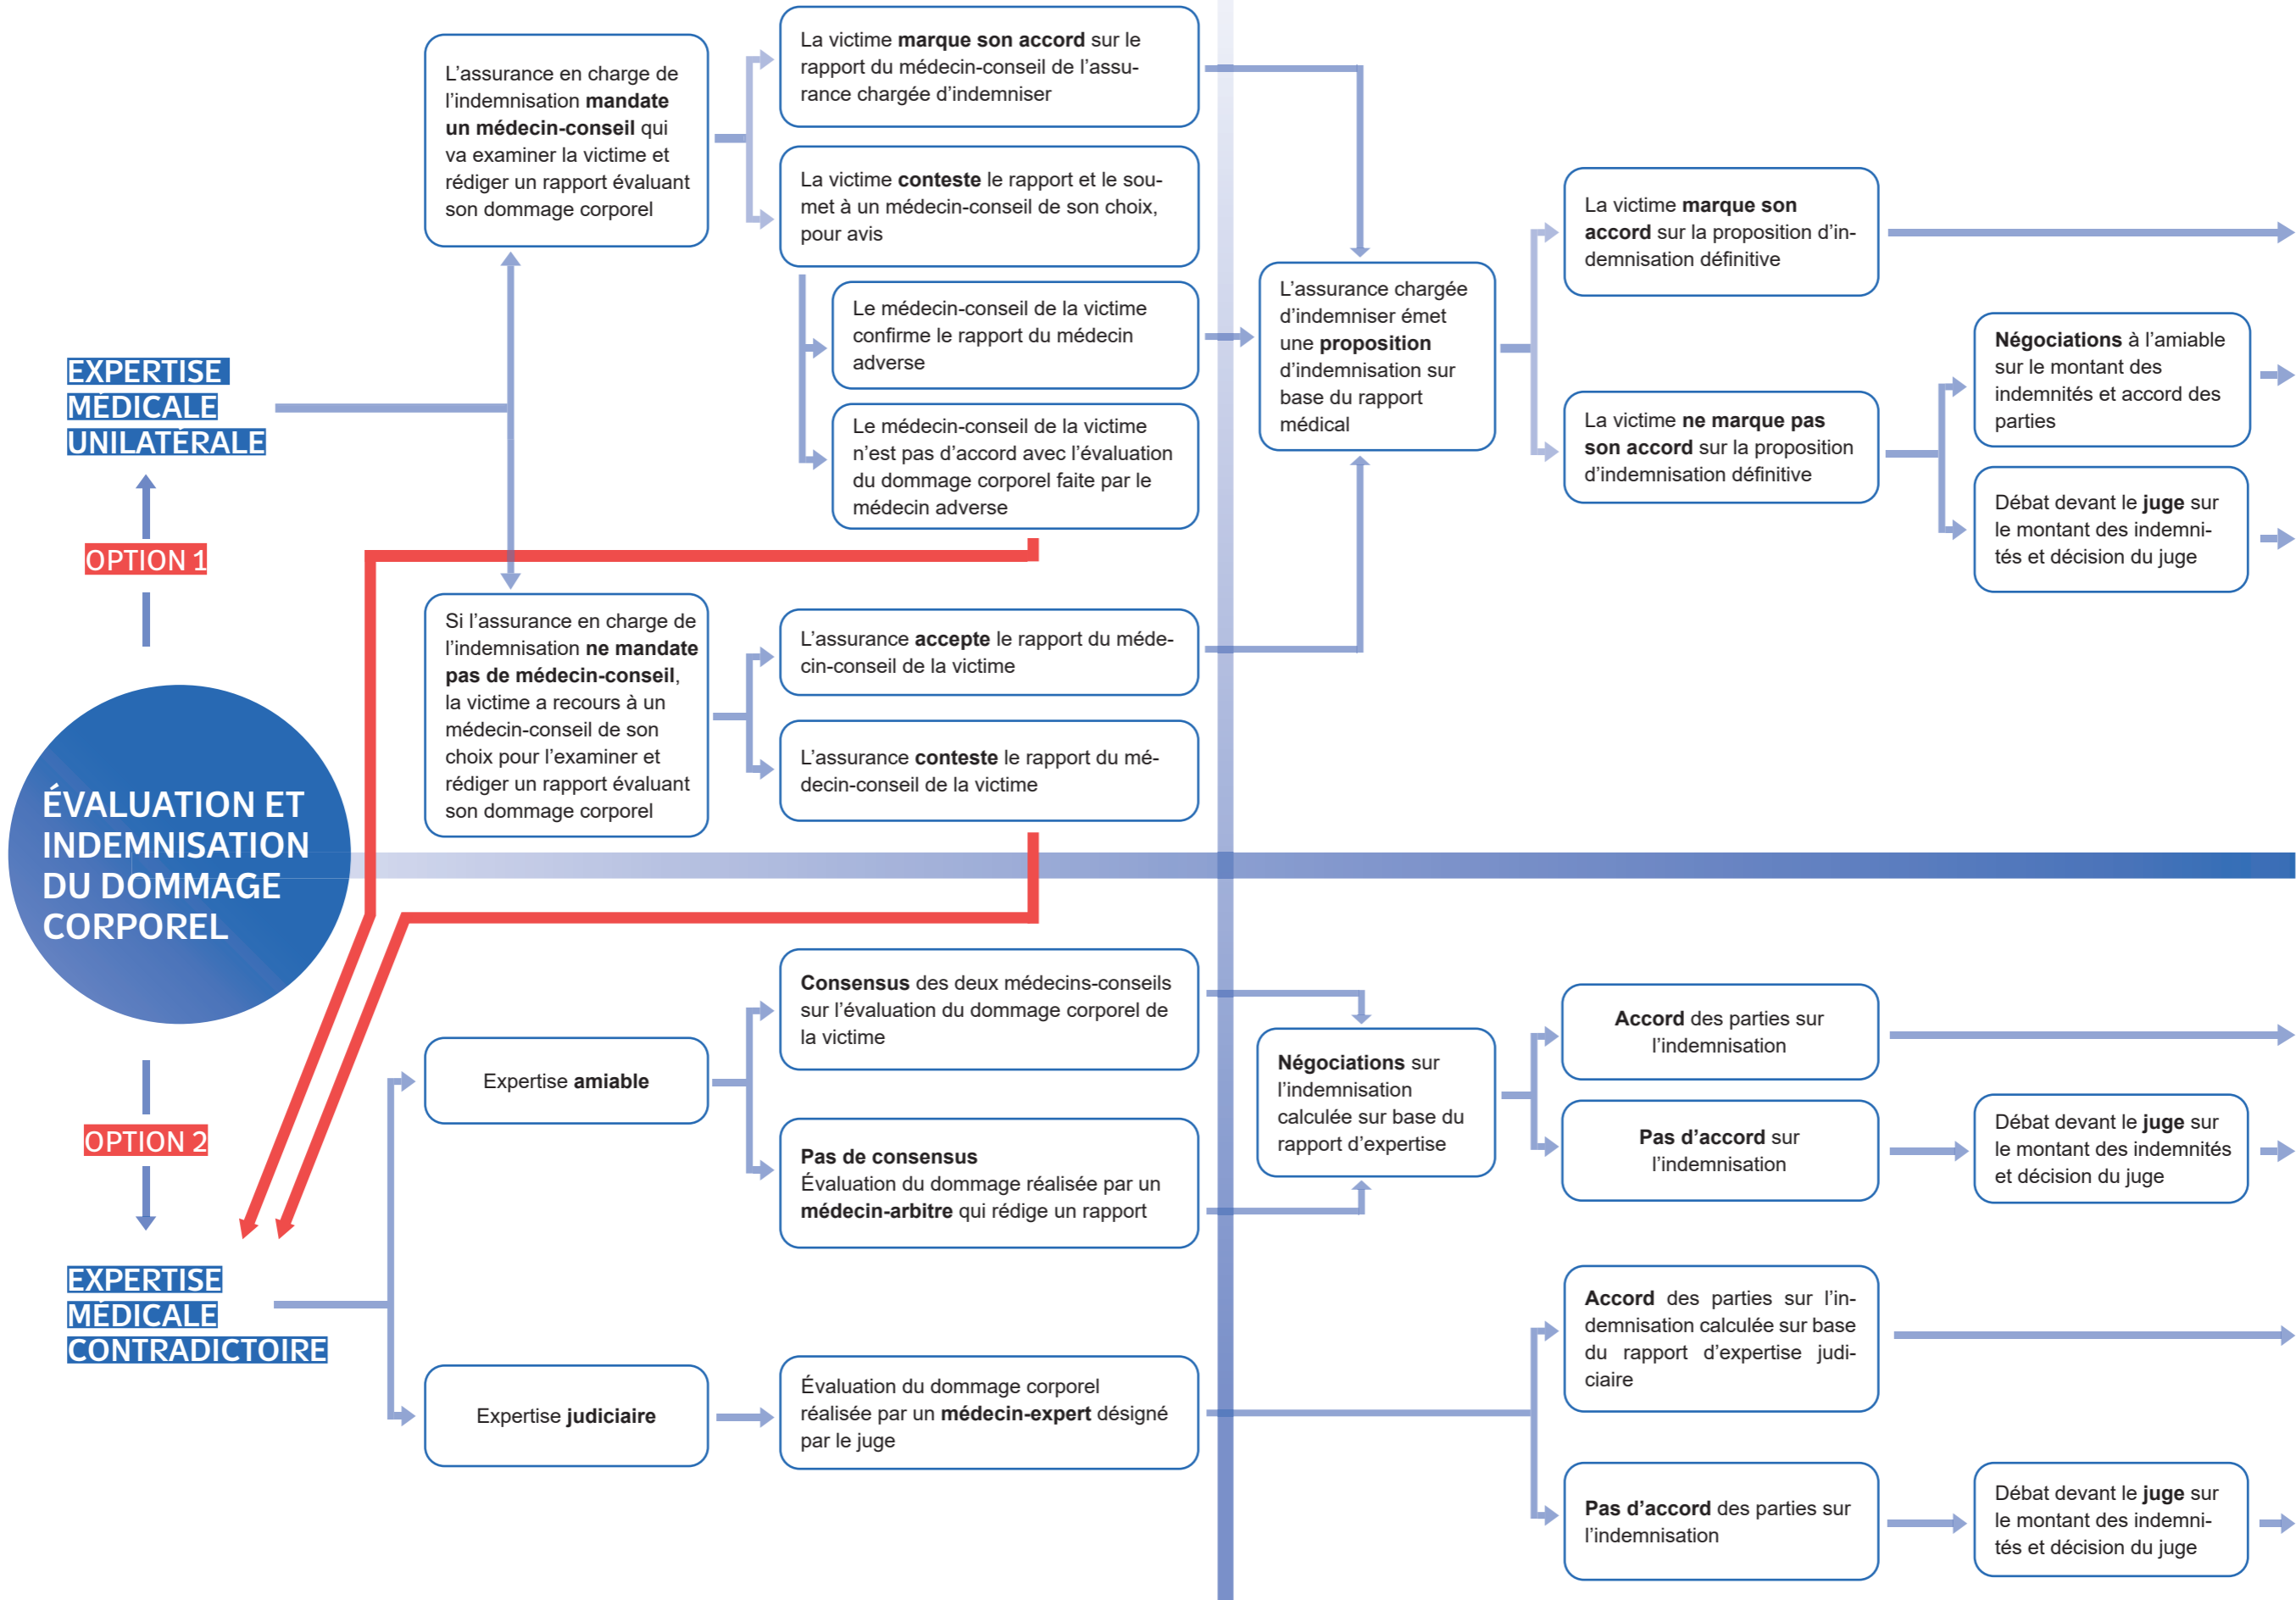 ÉVALUATION ET
INDEMNISATION
DU DOMMAGE
CORPOREL
OPTION 1
EXPERTISE
MÉDICALE
UNILATÉRALE
L’assurance en charge de
l’indemnisation mandate
un médecin-conseil qui
va examiner la victime et
rédiger un rapport évaluant
son dommage corporel
La victime marque son accord sur le
rapport du médecin-conseil de l’assu-
rance chargée d’indemniser
La victime conteste le rapport et le sou-
met à un médecin-conseil de son choix,
pour avis
Le médecin-conseil de la victime
confirme le rapport du médecin
adverse
Le médecin-conseil de la victime
n’est pas d’accord avec l’évaluation
du dommage corporel faite par le
médecin adverse
Si l’assurance en charge de
l’indemnisation ne mandate
pas de médecin-conseil,
la victime a recours à un
médecin-conseil de son
choix pour l’examiner et
rédiger un rapport évaluant
son dommage corporel
L’assurance accepte le rapport du méde-
cin-conseil de la victime
L’assurance conteste le rapport du mé-
decin-conseil de la victime
L’assurance chargée
d’indemniser émet
une proposition
d’indemnisation sur
base du rapport
médical
La victime marque son
accord sur la proposition d’in-
demnisation définitive
La victime ne marque pas
son accord sur la proposition
d’indemnisation définitive
Négociations à l’amiable
sur le montant des
indemnités et accord des
parties
Débat devant le juge sur
le montant des indemni-
tés et décision du juge
OPTION 2
EXPERTISE
MÉDICALE
CONTRADICTOIRE
Expertise amiable
Consensus des deux médecins-conseils
sur l’évaluation du dommage corporel de
la victime
Pas de consensus
Évaluation du dommage réalisée par un
médecin-arbitre qui rédige un rapport
Négociations sur
l’indemnisation
calculée sur base du
rapport d’expertise
Accord des parties sur
l’indemnisation
Pas d’accord sur
l’indemnisation
Débat devant le juge sur
le montant des indemnités
et décision du juge
Expertise judiciaire
Évaluation du dommage corporel
réalisée par un médecin-expert désigné
par le juge
Accord des parties sur l’in-
demnisation calculée sur base
du rapport d’expertise judi-
ciaire
Pas d’accord des parties sur
l’indemnisation
Débat devant le juge sur
le montant des indemni-
tés et décision du juge